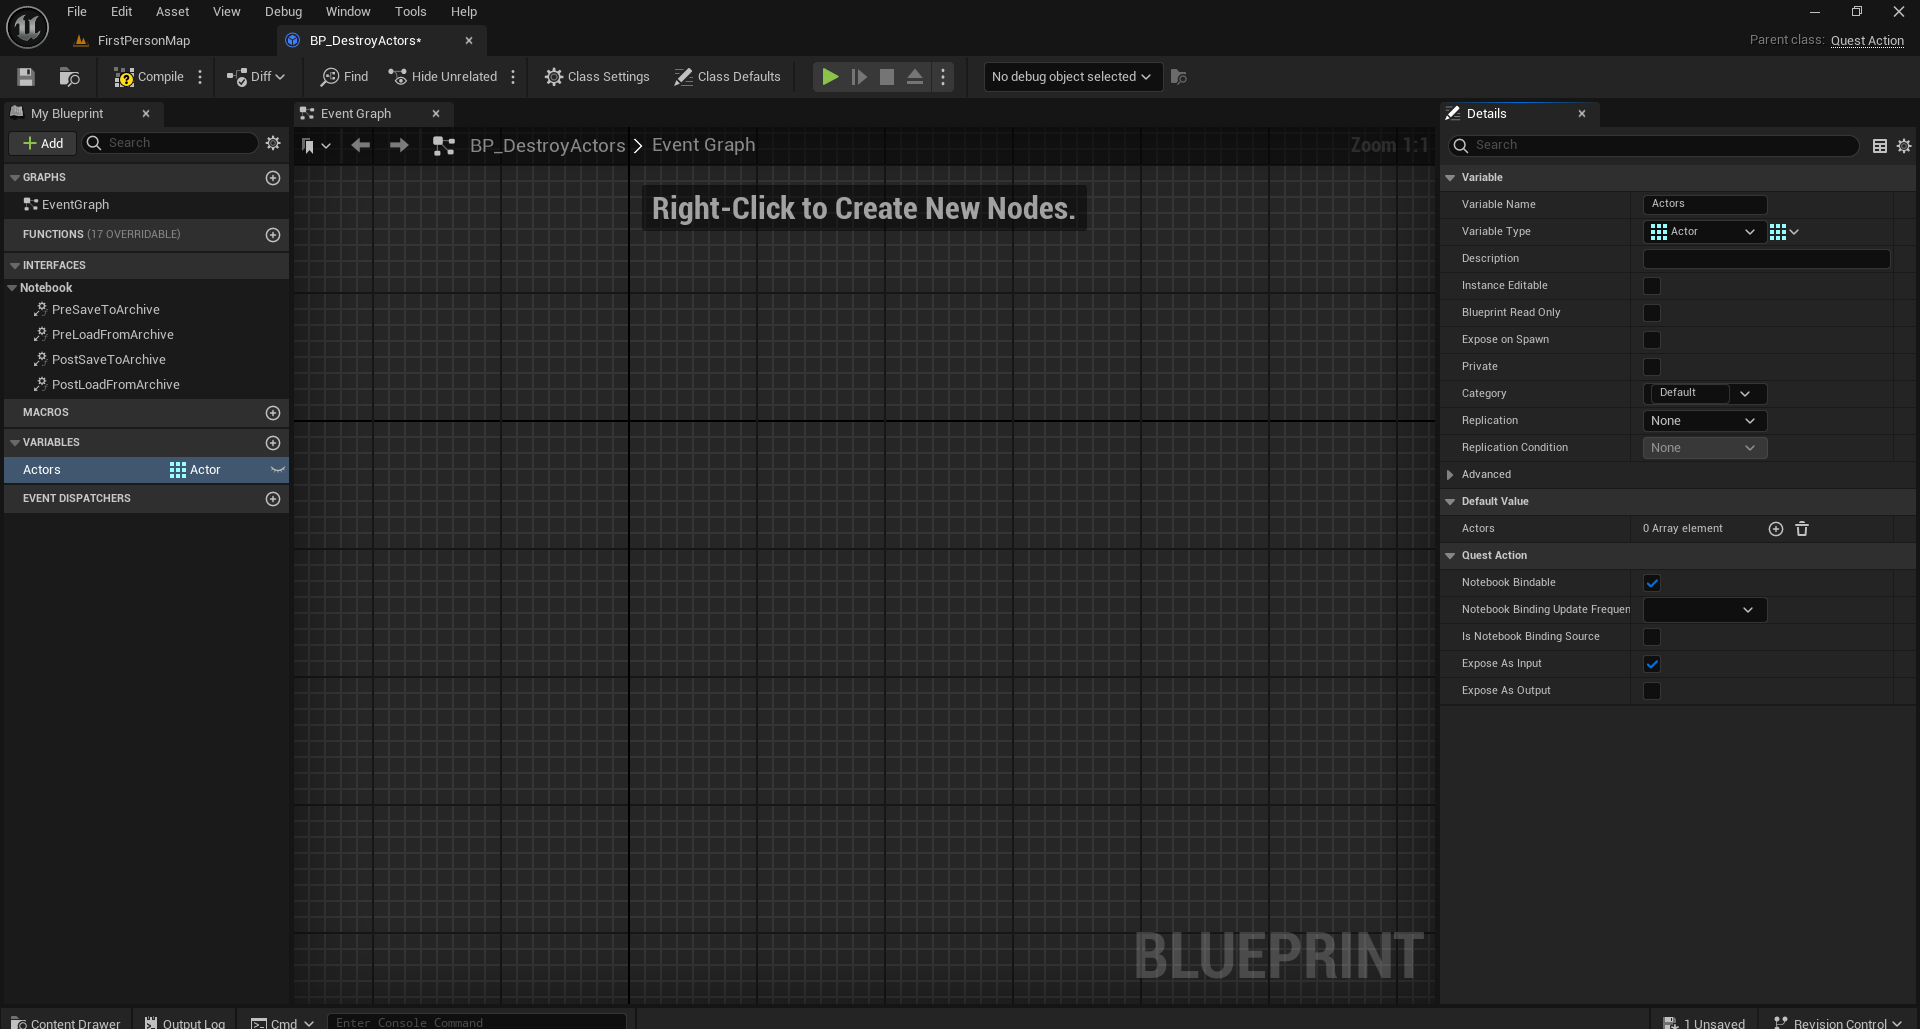 File Edit Asset View Debug Window Tools Help
FirstPersonMap
BP_DestroyActors*
Parent class: Quest Action
Compile
Diff
Find
Hide Unrelated
Class Settings
Class Defaults
No debug object selected
My Blueprint
Event Graph
Details
Add
Search
BP_DestroyActors > Event Graph
Zoom 1:1
Search
Right-Click to Create New Nodes.
GRAPHS
EventGraph
FUNCTIONS (17 OVERRIDABLE)
INTERFACES
Notebook
PreSaveToArchive
PreLoadFromArchive
PostSaveToArchive
PostLoadFromArchive
MACROS
VARIABLES
Actors Actor
EVENT DISPATCHERS
BLUEPRINT
Variable
Variable Name Actors
Variable Type Actor
Description
Instance Editable
Blueprint Read Only
Expose on Spawn
Private
Category Default
Replication None
Replication Condition None
Advanced
Default Value
Actors 0 Array element
Quest Action
Notebook Bindable
Notebook Binding Update Frequen
Is Notebook Binding Source
Expose As Input
Expose As Output
Content Drawer
Output Log
Cmd
Enter Console Command
1 Unsaved
Revision Control